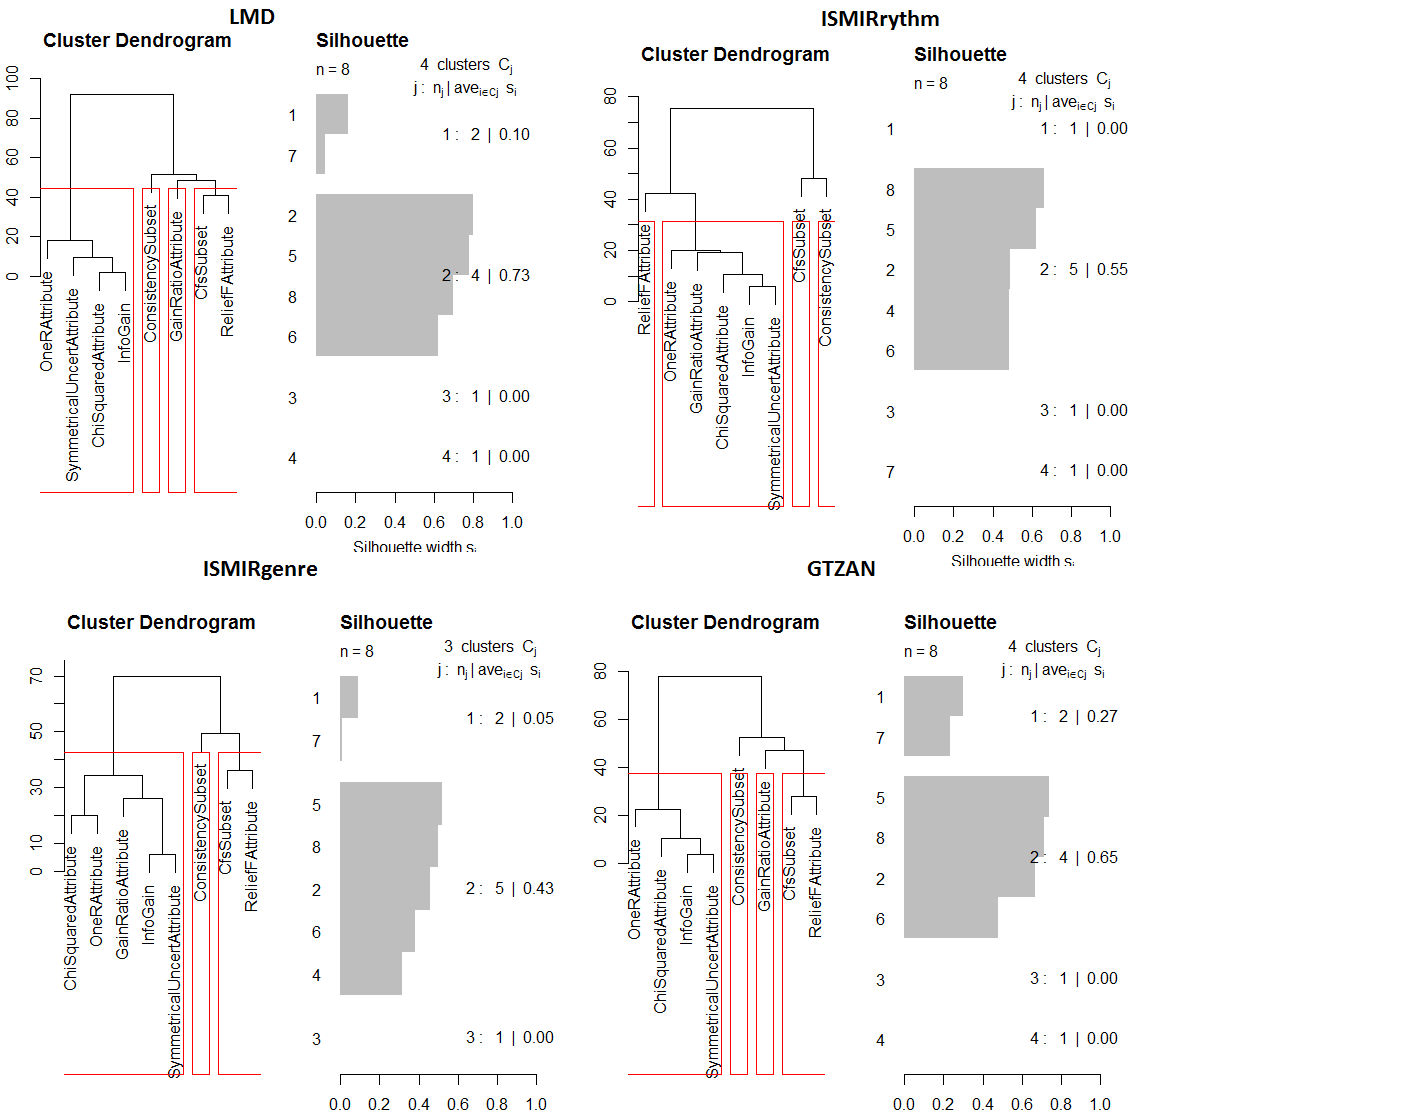 LMD
Cluster Dendrogram
0 20 40 60 80 100
OneRAttribute
SymmetricalUncertAttribute
ChiSquaredAttribute
InfoGain
ConsistencySubset
GainRatioAttribute
CfsSubset
ReliefFAttribute
Silhouette
n = 8
4 clusters Cj
j : nj | avei∈Cj si
1
7
1 : 2 | 0.10
2
5
8
6
2 : 4 | 0.73
3
3 : 1 | 0.00
4
4 : 1 | 0.00
0.0 0.2 0.4 0.6 0.8 1.0
Silhouette width si
ISMIRrythm
Cluster Dendrogram
0 20 40 60 80
ReliefFAttribute
OneRAttribute
GainRatioAttribute
ChiSquaredAttribute
InfoGain
SymmetricalUncertAttribute
CfsSubset
ConsistencySubset
Silhouette
n = 8
4 clusters Cj
j : nj | avei∈Cj si
1
1 : 1 | 0.00
8
5
2
4
6
2 : 5 | 0.55
3
3 : 1 | 0.00
7
4 : 1 | 0.00
0.0 0.2 0.4 0.6 0.8 1.0
Silhouette width si
ISMIRgenre
Cluster Dendrogram
0 10 30 50 70
ChiSquaredAttribute
OneRAttribute
GainRatioAttribute
InfoGain
SymmetricalUncertAttribute
ConsistencySubset
CfsSubset
ReliefFAttribute
Silhouette
n = 8
3 clusters Cj
j : nj | avei∈Cj si
1
7
1 : 2 | 0.05
5
8
2
6
4
2 : 5 | 0.43
3
3 : 1 | 0.00
0.0 0.2 0.4 0.6 0.8 1.0
GTZAN
Cluster Dendrogram
0 20 40 60 80
OneRAttribute
ChiSquaredAttribute
InfoGain
SymmetricalUncertAttribute
ConsistencySubset
GainRatioAttribute
CfsSubset
ReliefFAttribute
Silhouette
n = 8
4 clusters Cj
j : nj | avei∈Cj si
1
7
1 : 2 | 0.27
5
8
2
6
2 : 4 | 0.65
3
3 : 1 | 0.00
4
4 : 1 | 0.00
0.0 0.2 0.4 0.6 0.8 1.0